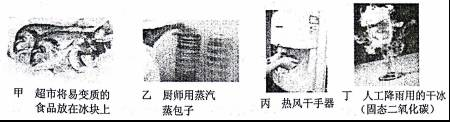 甲 超市将易变质的
食品放在冰块上
乙 厨师用蒸汽
蒸包子
丙 热风干手器
丁 人工降雨用的干冰
(固态二氧化碳)